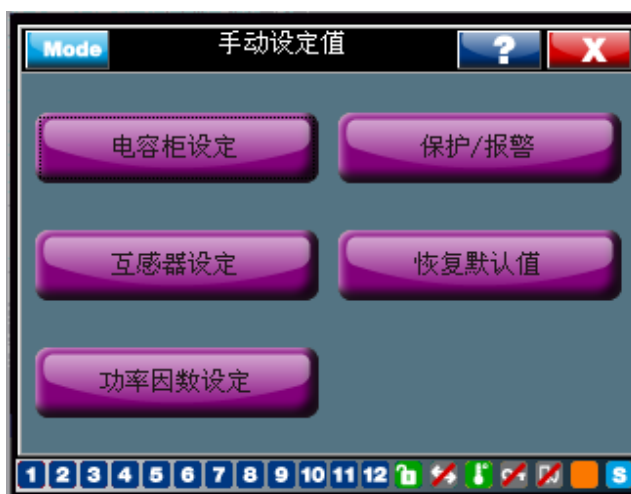 Mode 手动设定值 ? X
电容柜设定 保护/报警
互感器设定 恢复默认值
功率因数设定
1 2 3 4 5 6 7 8 9 10 11 12 S